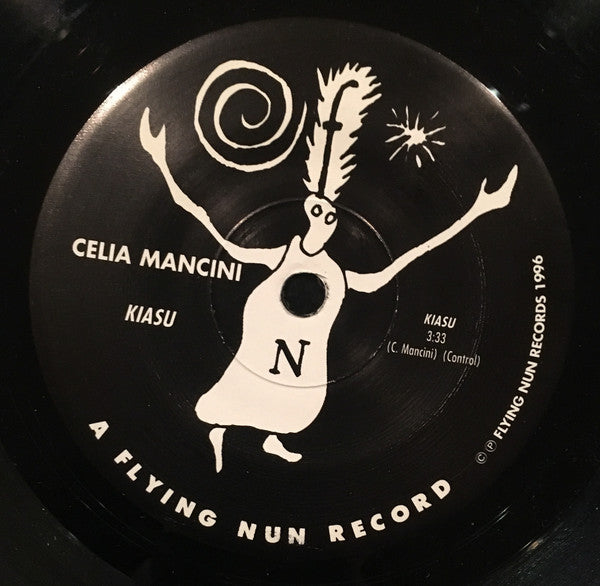 f
CELIA MANCINI
KIASU
KIASU
3:33
(C. Mancini) (Control)
N
© ℗ FLYING NUN RECORDS 1996
A FLYING NUN RECORD